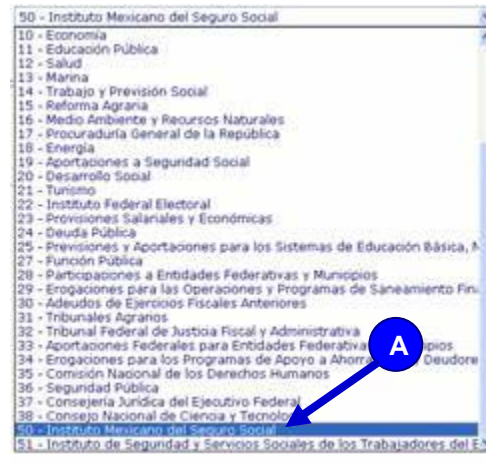 50 - Instituto Mexicano del Seguro Social
10 - Economía
11 - Educación Pública
12 - Salud
13 - Marina
14 - Trabajo y Previsión Social
15 - Reforma Agraria
16 - Medio Ambiente y Recursos Naturales
17 - Procuraduría General de la República
18 - Energía
19 - Aportaciones a Seguridad Social
20 - Desarrollo Social
21 - Turismo
22 - Instituto Federal Electoral
23 - Provisiones Salariales y Económicas
24 - Deuda Pública
25 - Previsiones y Aportaciones para los Sistemas de Educación Básica,
27 - Función Pública
28 - Participaciones a Entidades Federativas y Municipios
29 - Erogaciones para las Operaciones y Programas de Saneamiento Fin
30 - Adeudos de Ejercicios Fiscales Anteriores
31 - Tribunales Agrarios
32 - Tribunal Federal de Justicia Fiscal y Administrativa
33 - Aportaciones Federales para Entidades Federativa ipios
34 - Erogaciones para los Programas de Apoyo a Ahorra Deudore
35 - Comisión Nacional de los Derechos Humanos
36 - Seguridad Pública
37 - Consejería Jurídica del Ejecutivo Federal
38 - Consejo Nacional de Ciencia y Tecnolo
50 - Instituto Mexicano del Seguro Social
51 - Instituto de Seguridad y Servicios Sociales de los Trabajadores del E
A